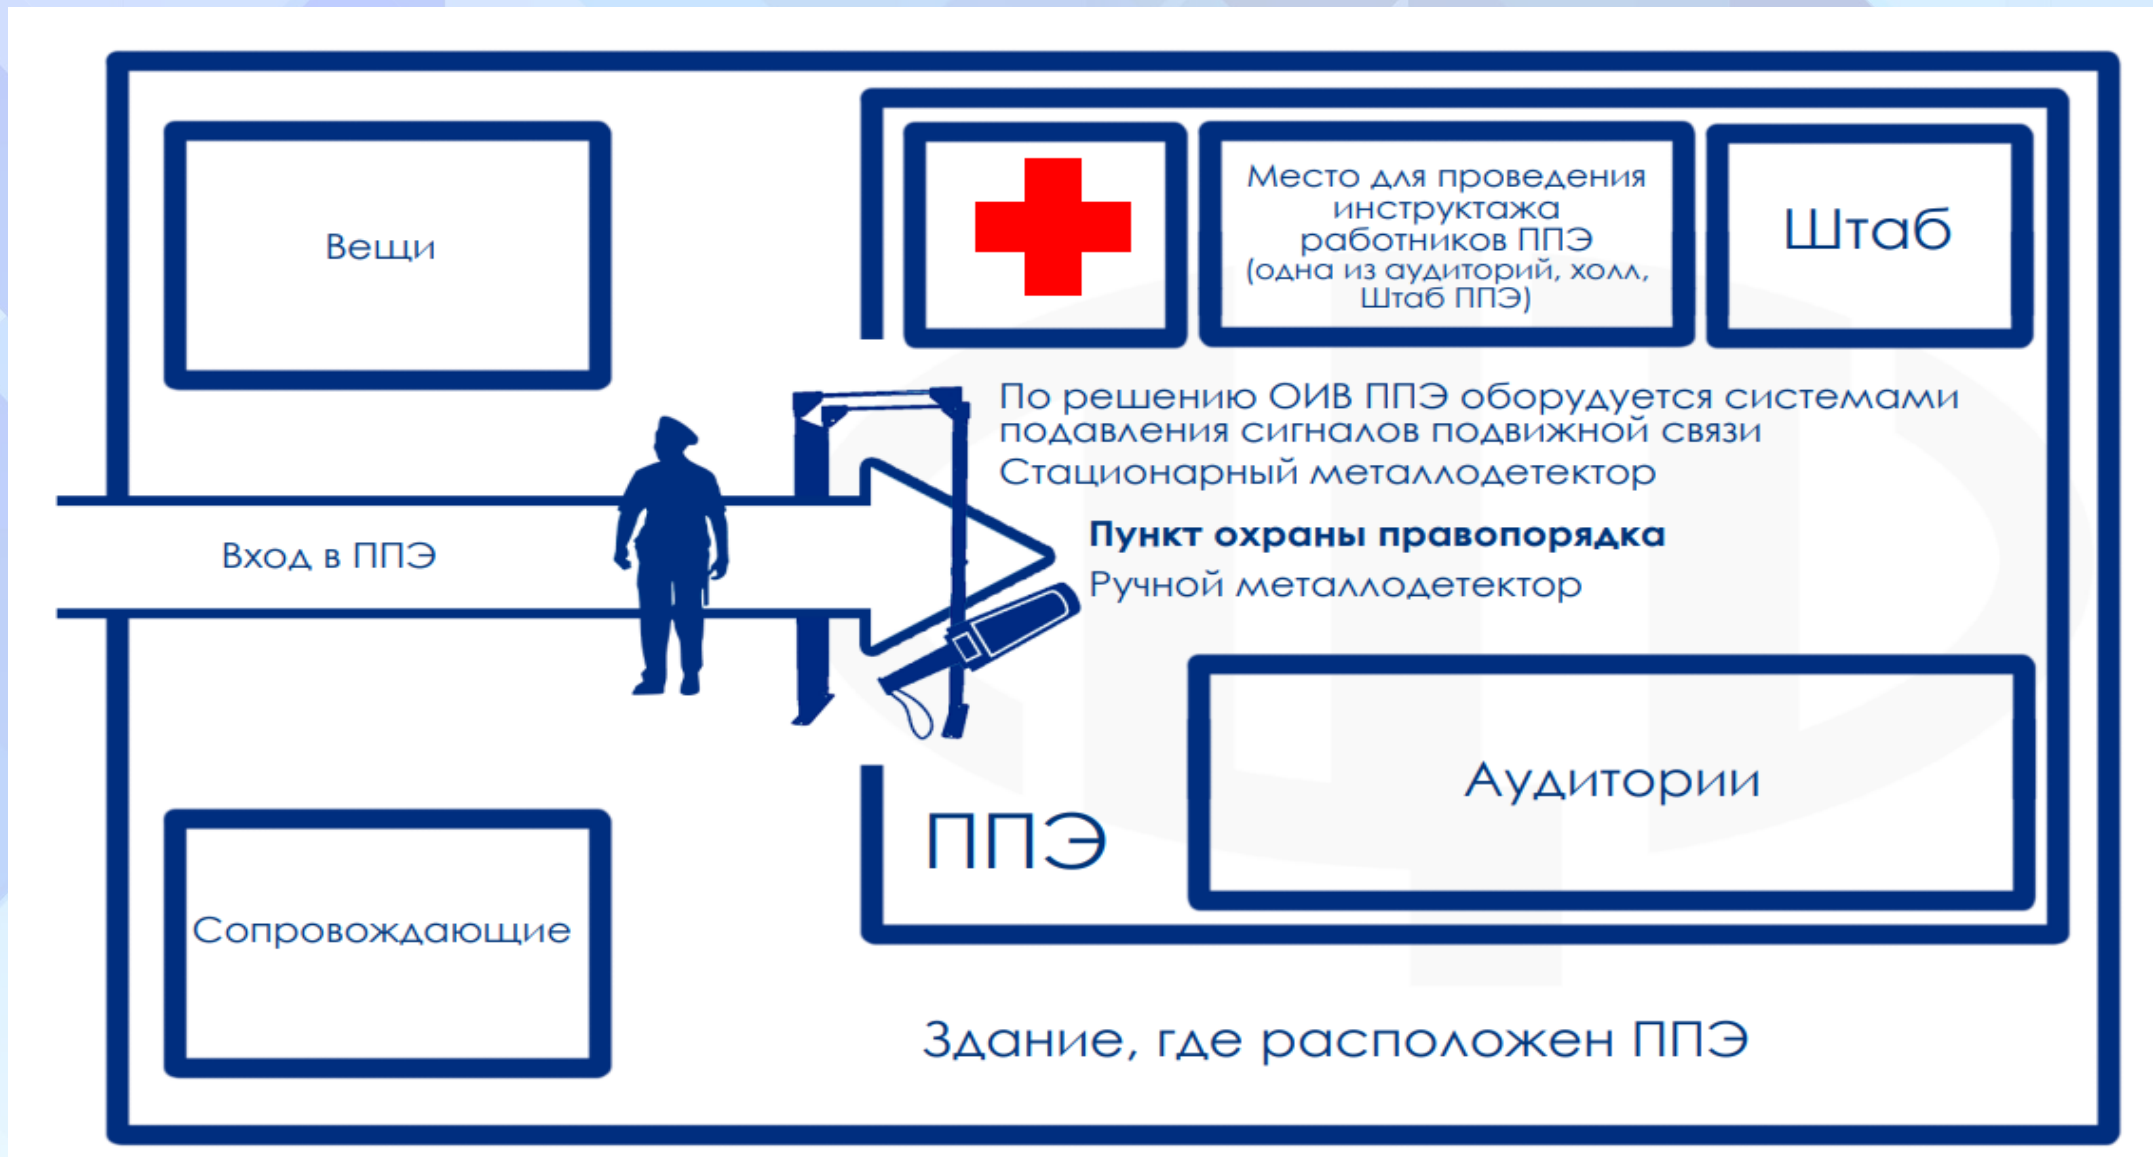 Вещи
Место для проведения
инструктажа
работников ППЭ
(одна из аудиторий, холл,
Штаб ППЭ)
Штаб
По решению ОИВ ППЭ оборудуется системами
подавления сигналов подвижной связи
Стационарный металлодетектор
Пункт охраны правопорядка
Ручной металлодетектор
Вход в ППЭ
Аудитории
ППЭ
Сопровождающие
Здание, где расположен ППЭ